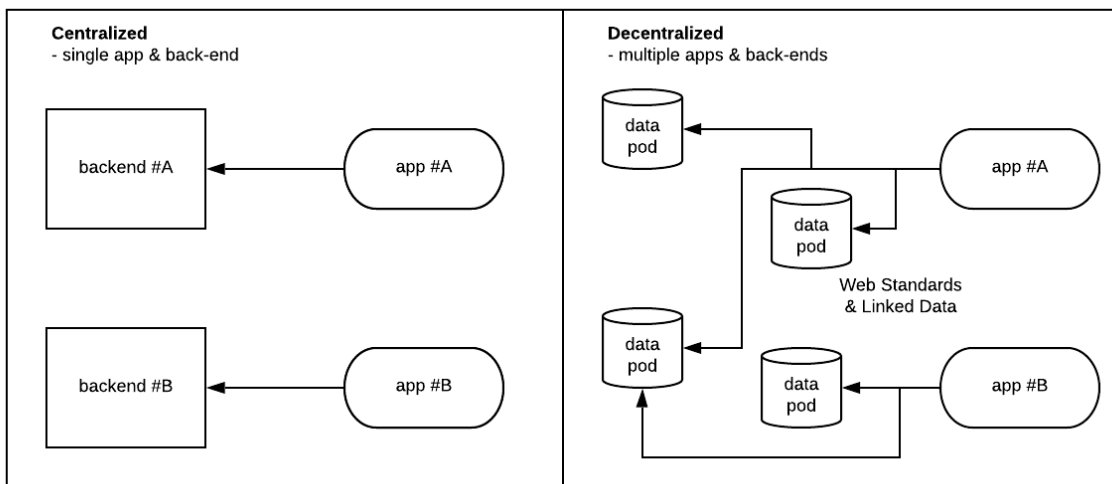 Centralized
- single app & back-end
backend #A
app #A
backend #B
app #B
Decentralized
- multiple apps & back-ends
data
pod
app #A
data
pod
Web Standards
& Linked Data
data
pod
data
pod
app #B